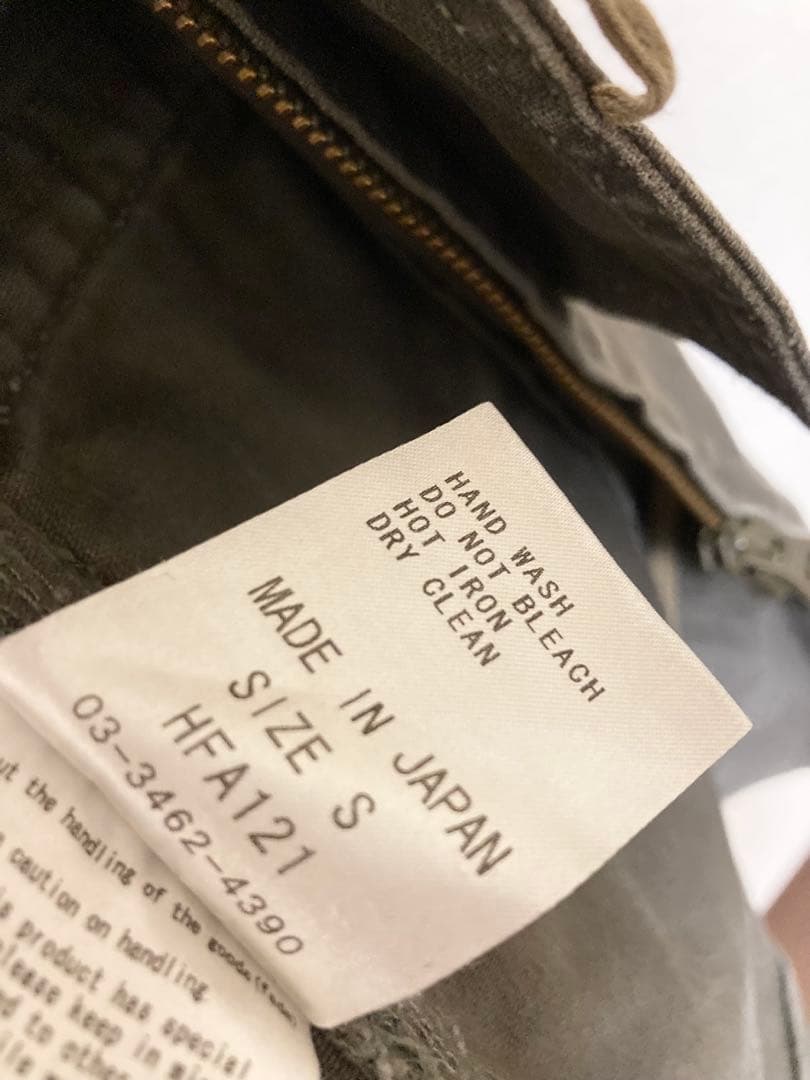 HAND WASH
DO NOT BLEACH
HOT IRON
DRY CLEAN
MADE IN JAPAN
SIZE S
HFA121
03-3462-4390
ut the handling of the goods(
caution on handling.
product has special
please keep in
to other